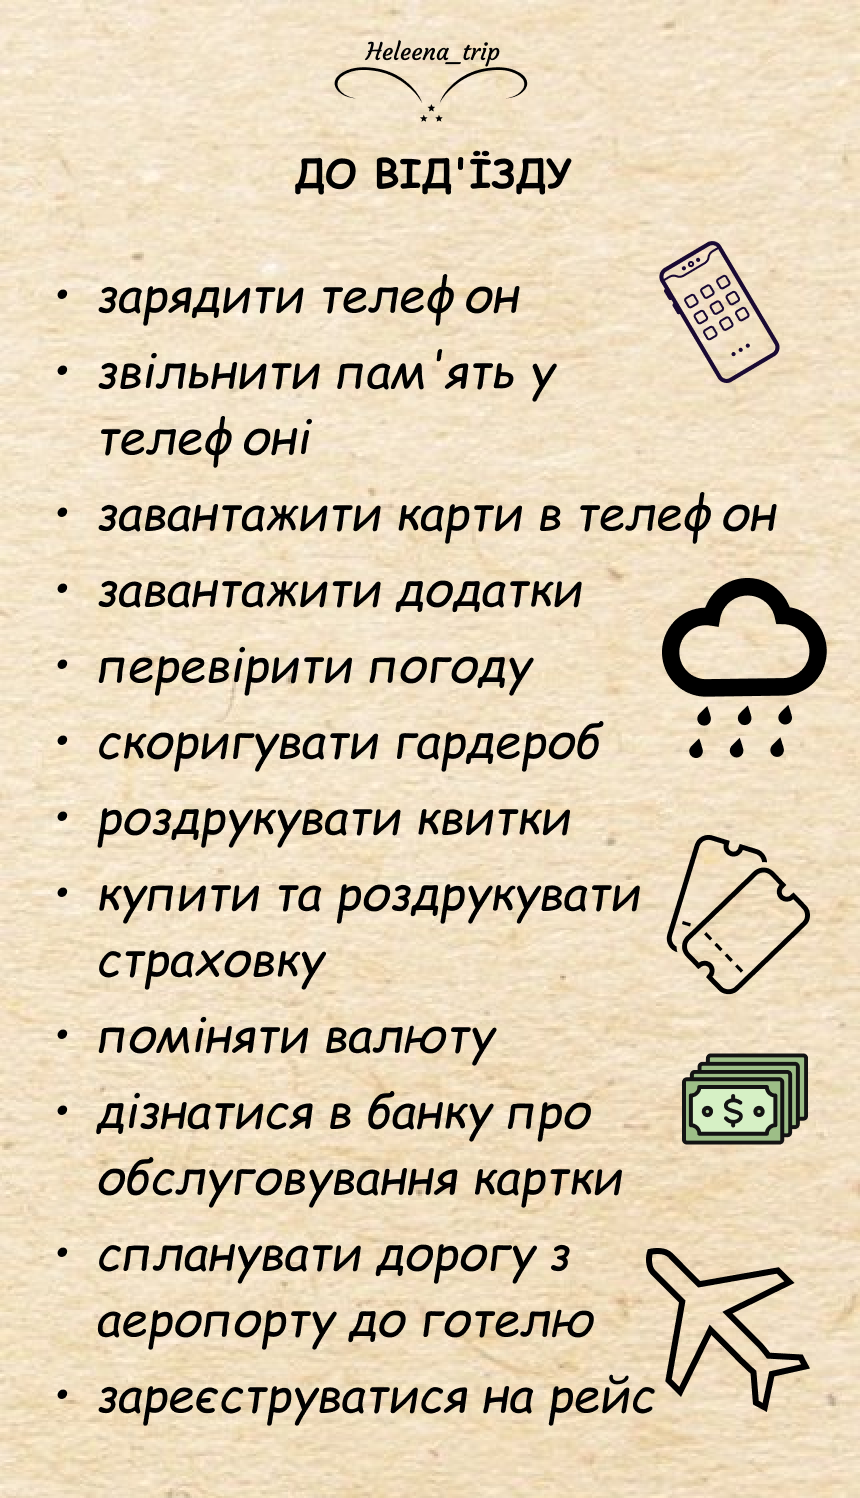 Heleena_trip
ДО ВІД'ЇЗДУ
• зарядити телефон
• звільнити пам'ять у
телефоні
• завантажити карти в телефон
• завантажити додатки
• перевірити погоду
• скоригувати гардероб
• роздрукувати квитки
• купити та роздрукувати
страховку
• поміняти валюту
• дізнатися в банку про
обслуговування картки
• спланувати дорогу з
аеропорту до готелю
• зареєструватися на рейс
$